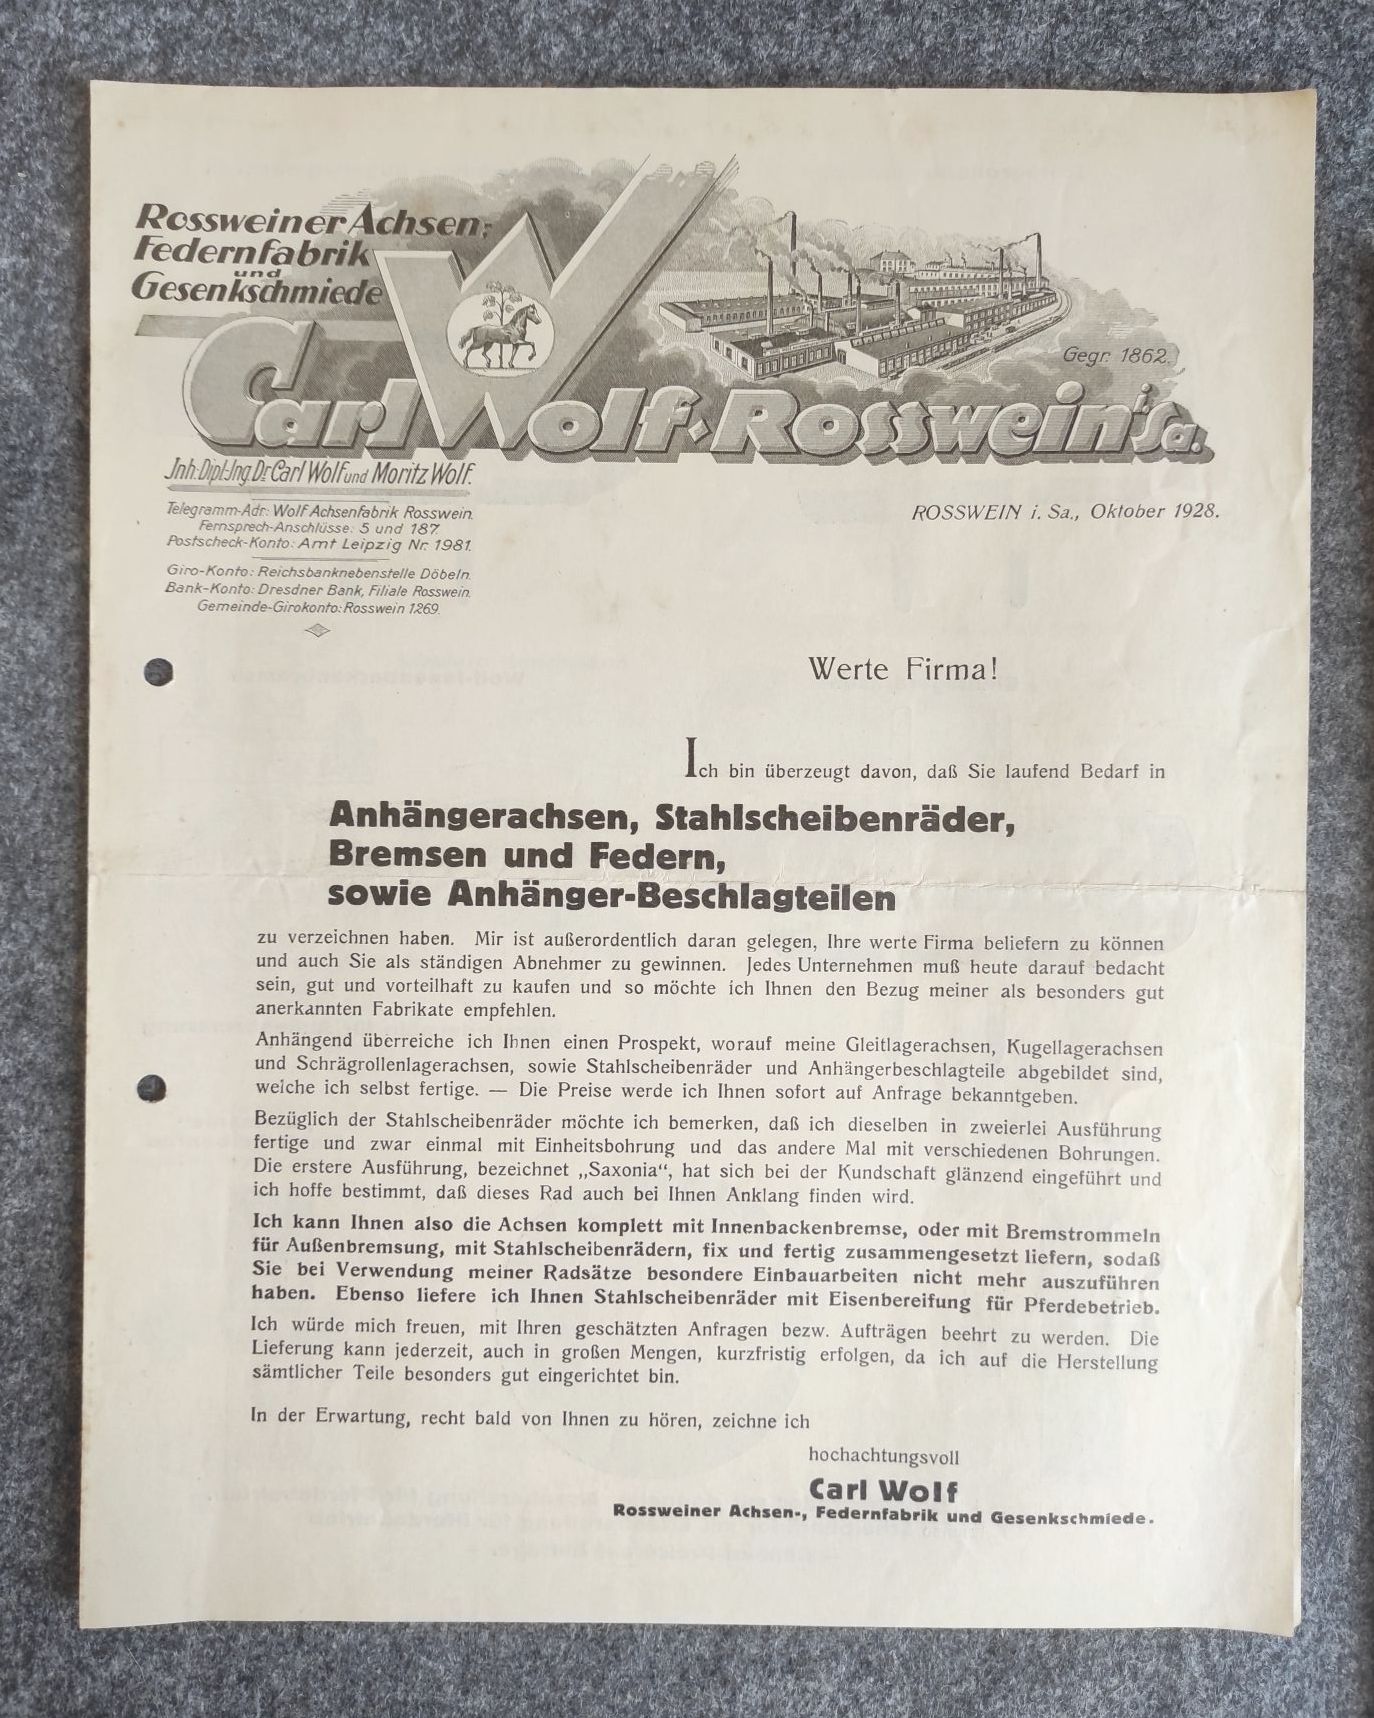 Rossweiner Achsen-,
Federnfabrik
und
Gesenkschmiede
Carl Wolf · Rosswein i/Sa.
Gegr. 1862.
Inh. Dipl.-Ing. Dr. Carl Wolf und Moritz Wolf.
Telegramm-Adr.: Wolf Achsenfabrik Rosswein.
Fernsprech-Anschlüsse: 5 und 187.
Postscheck-Konto: Amt Leipzig Nr. 1981.
Giro-Konto: Reichsbanknebenstelle Döbeln.
Bank-Konto: Dresdner Bank, Filiale Rosswein.
Gemeinde-Girokonto: Rosswein 1269.
ROSSWEIN i. Sa., Oktober 1928.
Werte Firma!
Ich bin überzeugt davon, daß Sie laufend Bedarf in
Anhängerachsen, Stahlscheibenräder,
Bremsen und Federn,
sowie Anhänger-Beschlagteilen
zu verzeichnen haben. Mir ist außerordentlich daran gelegen, Ihre werte Firma beliefern zu können
und auch Sie als ständigen Abnehmer zu gewinnen. Jedes Unternehmen muß heute darauf bedacht
sein, gut und vorteilhaft zu kaufen und so möchte ich Ihnen den Bezug meiner als besonders gut
anerkannten Fabrikate empfehlen.
Anhängend überreiche ich Ihnen einen Prospekt, worauf meine Gleitlagerachsen, Kugellagerachsen
und Schrägrollenlagerachsen, sowie Stahlscheibenräder und Anhängerbeschlagteile abgebildet sind,
welche ich selbst fertige. — Die Preise werde ich Ihnen sofort auf Anfrage bekanntgeben.
Bezüglich der Stahlscheibenräder möchte ich bemerken, daß ich dieselben in zweierlei Ausführung
fertige und zwar einmal mit Einheitsbohrung und das andere Mal mit verschiedenen Bohrungen.
Die erstere Ausführung, bezeichnet „Saxonia“, hat sich bei der Kundschaft glänzend eingeführt und
ich hoffe bestimmt, daß dieses Rad auch bei Ihnen Anklang finden wird.
Ich kann Ihnen also die Achsen komplett mit Innenbackenbremse, oder mit Bremstrommeln
für Außenbremsung, mit Stahlscheibenrädern, fix und fertig zusammengesetzt liefern, sodaß
Sie bei Verwendung meiner Radsätze besondere Einbauarbeiten nicht mehr auszuführen
haben. Ebenso liefere ich Ihnen Stahlscheibenräder mit Eisenbereifung für Pferdebetrieb.
Ich würde mich freuen, mit Ihren geschätzten Anfragen bezw. Aufträgen beehrt zu werden. Die
Lieferung kann jederzeit, auch in großen Mengen, kurzfristig erfolgen, da ich auf die Herstellung
sämtlicher Teile besonders gut eingerichtet bin.
In der Erwartung, recht bald von Ihnen zu hören, zeichne ich
hochachtungsvoll
Carl Wolf
Rossweiner Achsen-, Federnfabrik und Gesenkschmiede.